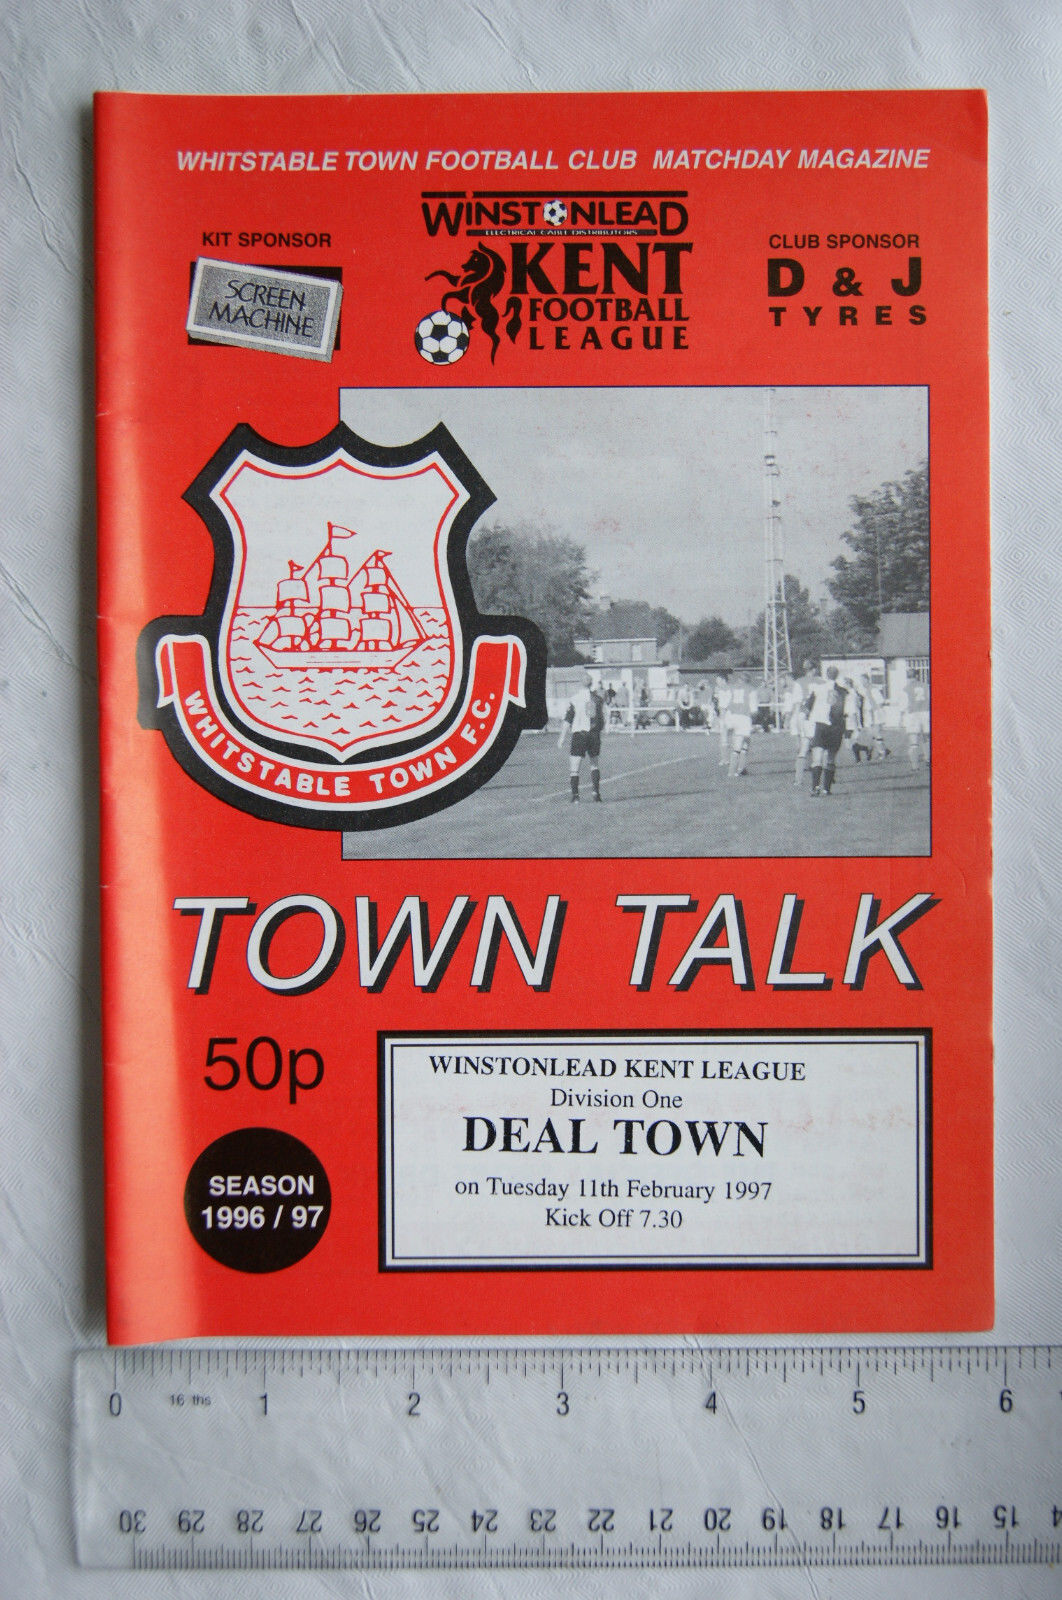 WHITSTABLE TOWN FOOTBALL CLUB MATCHDAY MAGAZINE
KIT SPONSOR
SCREEN
MACHINE
WINSTONLEAD
ELECTRICAL CABLE DISTRIBUTORS
KENT
FOOTBALL
LEAGUE
CLUB SPONSOR
D & J
TYRES
WHITSTABLE TOWN F.C.
TOWN TALK
50p
SEASON
1996 / 97
WINSTONLEAD KENT LEAGUE
Division One
DEAL TOWN
on Tuesday 11th February 1997
Kick Off 7.30
0 16 ths 1 2 3 4 5 6
30 29 28 27 26 25 24 23 22 21 20 19 18 17 16 15